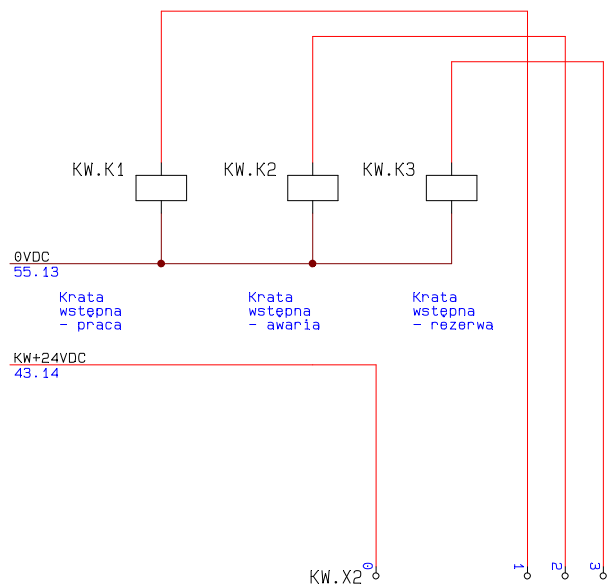 KW.K1
KW.K2
KW.K3
0VDC
55.13
Krata
wstępna
- praca
Krata
wstępna
- awaria
Krata
wstępna
- rezerwa
KW+24VDC
43.14
KW.X2
0
1
2
3